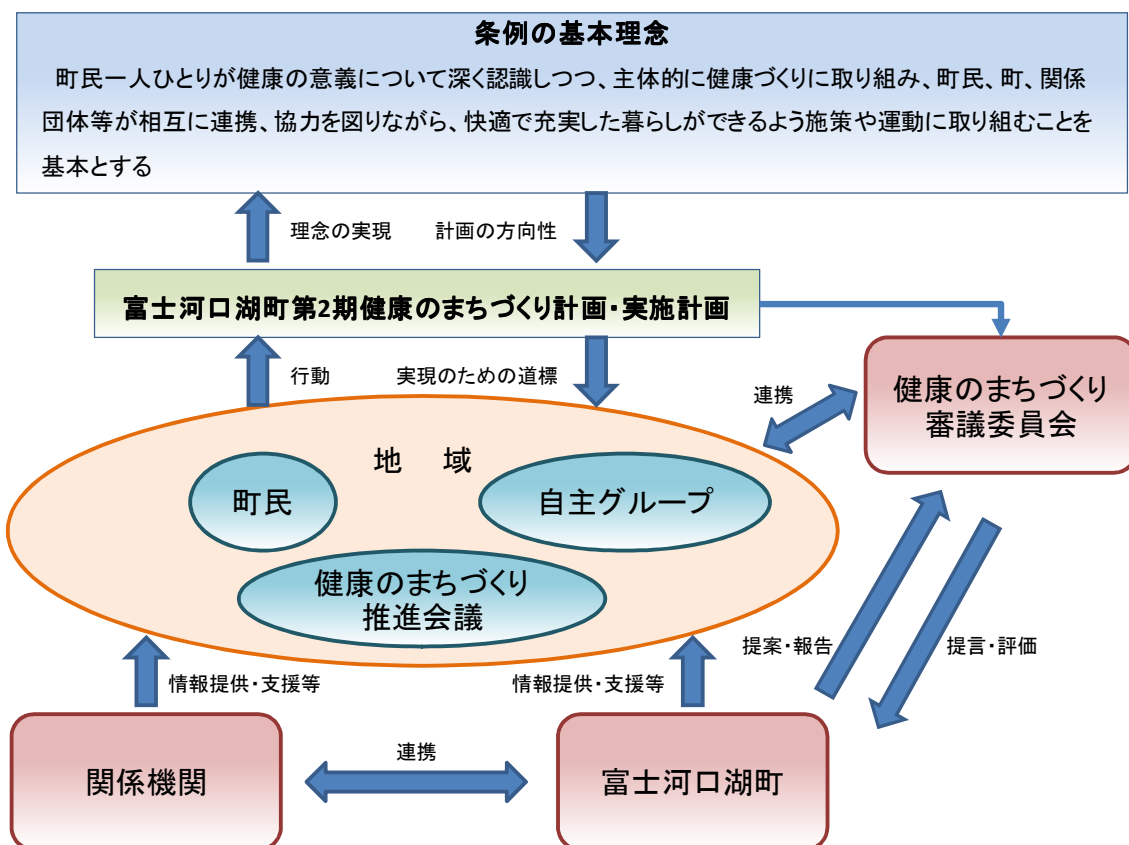 条例の基本理念
町民一人ひとりが健康の意義について深く認識しつつ、主体的に健康づくりに取り組み、町民、町、関係
団体等が相互に連携、協力を図りながら、快適で充実した暮らしができるよう施策や運動に取り組むことを
基本とする
理念の実現
計画の方向性
富士河口湖町第2期健康のまちづくり計画・実施計画
行動
実現のための道標
連携
健康のまちづくり
審議委員会
地　域
町民
自主グループ
健康のまちづくり
推進会議
提案・報告
提言・評価
情報提供・支援等
情報提供・支援等
関係機関
連携
富士河口湖町